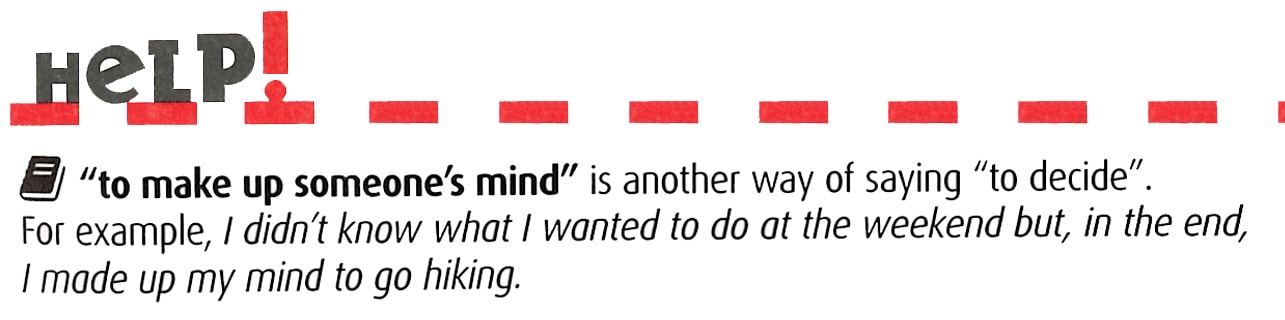 HeLP!
"to make up someone's mind" is another way of saying "to decide".
For example, I didn't know what I wanted to do at the weekend but, in the end,
I made up my mind to go hiking.